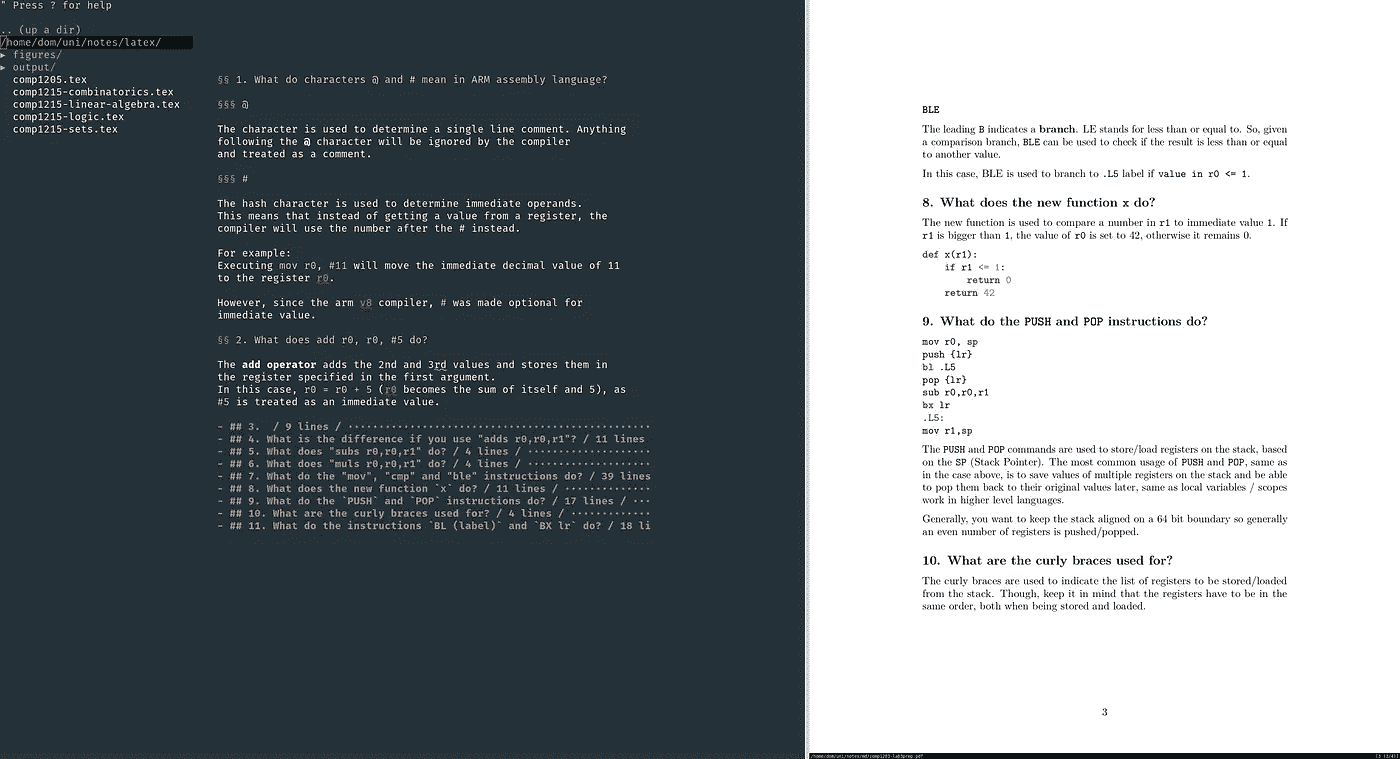 " Press ? for help
.. (up a dir)
/home/dom/uni/notes/latex/
▸ figures/
▸ output/
comp1205.tex
comp1215-combinatorics.tex
comp1215-linear-algebra.tex
comp1215-logic.tex
comp1215-sets.tex
§§ 1. What do characters @ and # mean in ARM assembly language?
§§§ @
The character is used to determine a single line comment. Anything
following the @ character will be ignored by the compiler
and treated as a comment.
§§§ #
The hash character is used to determine immediate operands.
This means that instead of getting a value from a register, the
compiler will use the number after the # instead.
For example:
Executing mov r0, #11 will move the immediate decimal value of 11
to the register r0.
However, since the arm v8 compiler, # was made optional for
immediate value.
§§ 2. What does add r0, r0, #5 do?
The add operator adds the 2nd and 3rd values and stores them in
the register specified in the first argument.
In this case, r0 = r0 + 5 (r0 becomes the sum of itself and 5), as
#5 is treated as an immediate value.
- ## 3.  / 9 lines /
- ## 4. What is the difference if you use "adds r0,r0,r1"? / 11 lines
- ## 5. What does "subs r0,r0,r1" do? / 4 lines /
- ## 6. What does "muls r0,r0,r1" do? / 4 lines /
- ## 7. What do the "mov", "cmp" and "ble" instructions do? / 39 lines
- ## 8. What does the new function `x` do? / 11 lines /
- ## 9. What do the `PUSH` and `POP` instructions do? / 17 lines /
- ## 10. What are the curly braces used for? / 4 lines /
- ## 11. What do the instructions `BL (label)` and `BX lr` do? / 18 li
BLE
The leading B indicates a branch. LE stands for less than or equal to. So, given
a comparison branch, BLE can be used to check if the result is less than or equal
to another value.
In this case, BLE is used to branch to .L5 label if value in r0 <= 1.
8. What does the new function x do?
The new function is used to compare a number in r1 to immediate value 1. If
r1 is bigger than 1, the value of r0 is set to 42, otherwise it remains 0.
def x(r1):
if r1 <= 1:
return 0
return 42
9. What do the PUSH and POP instructions do?
mov r0, sp
push {lr}
bl .L5
pop {lr}
sub r0,r0,r1
bx lr
.L5:
mov r1,sp
The PUSH and POP commands are used to store/load registers on the stack, based
on the SP (Stack Pointer). The most common usage of PUSH and POP, same as
in the case above, is to save values of multiple registers on the stack and be able
to pop them back to their original values later, same as local variables / scopes
work in higher level languages.
Generally, you want to keep the stack aligned on a 64 bit boundary so generally
an even number of registers is pushed/popped.
10. What are the curly braces used for?
The curly braces are used to indicate the list of registers to be stored/loaded
from the stack. Though, keep it in mind that the registers have to be in the
same order, both when being stored and loaded.
3